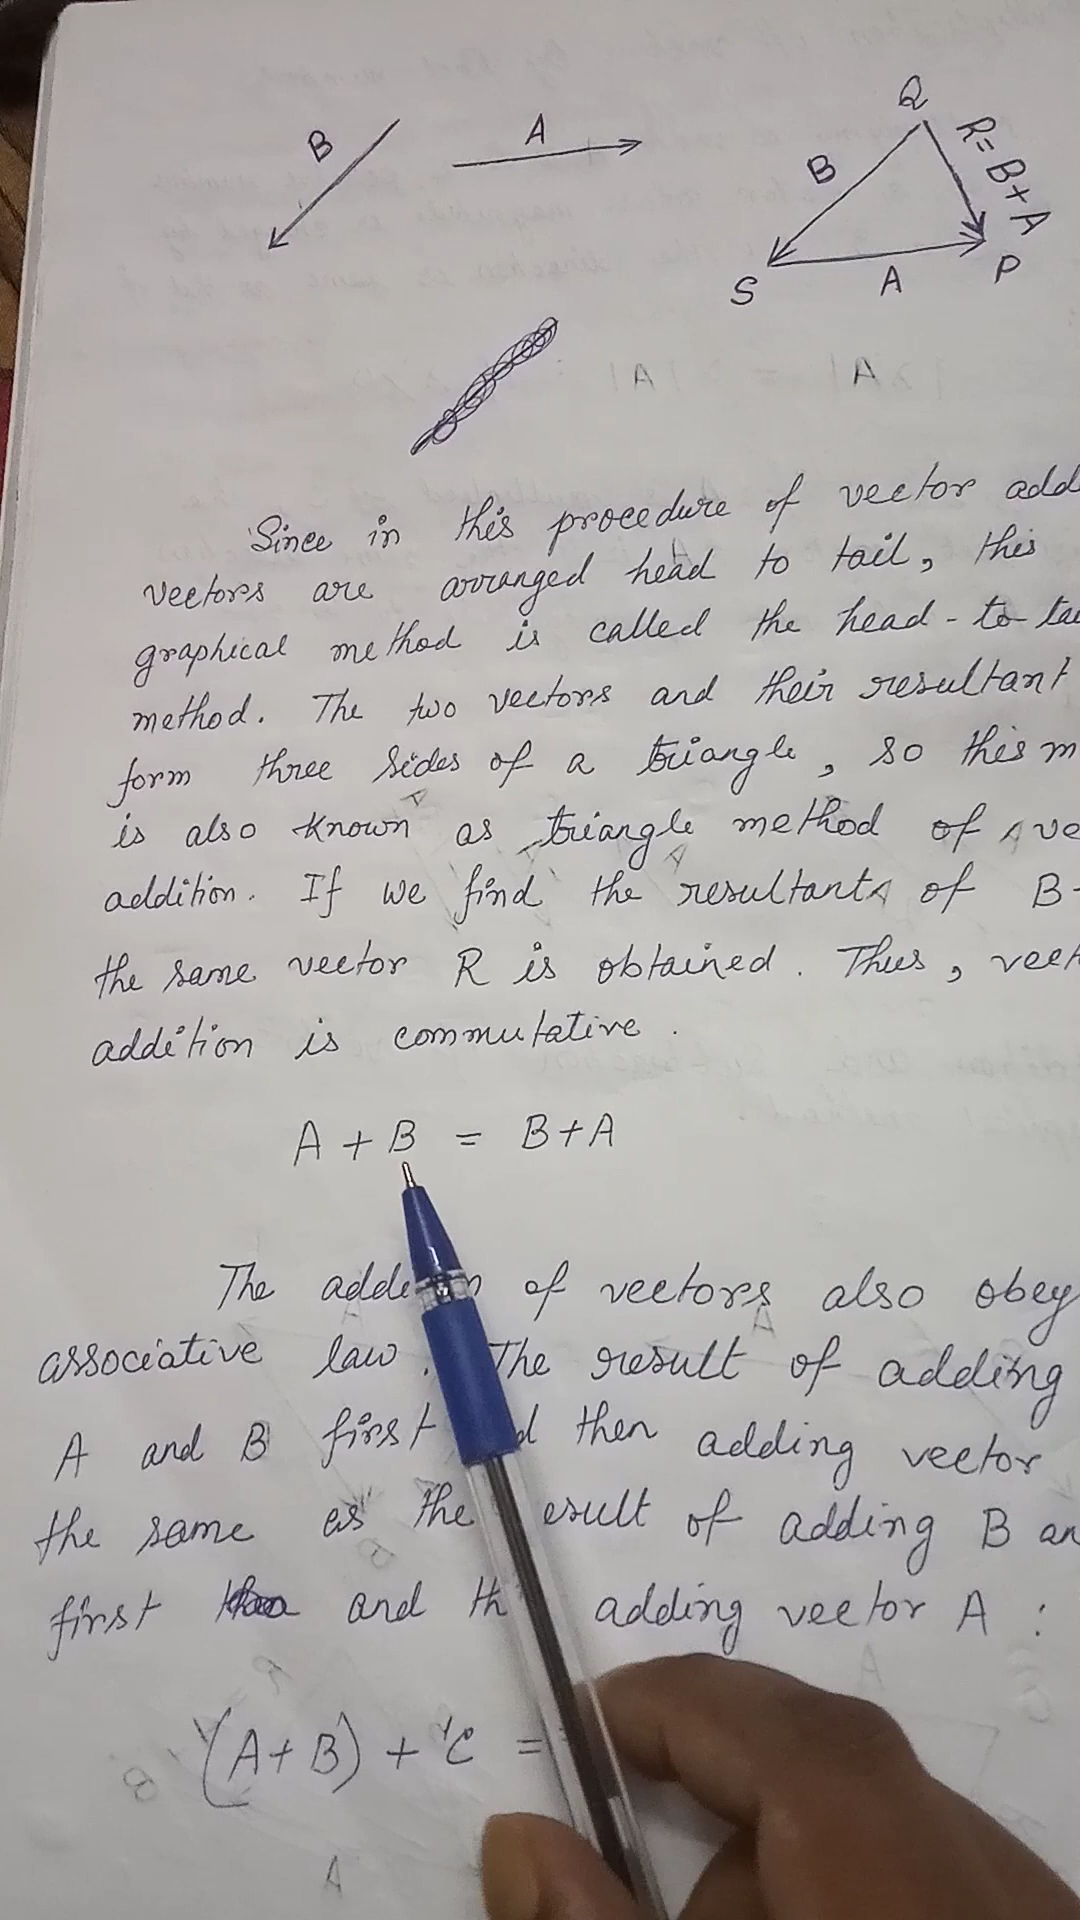 B
A
Q
B
R = B + A
S
A
P
Since in this procedure of vector add
vectors are arranged head to tail, this
graphical method is called the head-to-tai
method. The two vectors and their resultant
form three sides of a triangle, so this m
is also known as triangle method of ve
addition. If we find the resultant of B
the same vector R is obtained. Thus, vect
addition is commutative.
A + B = B + A
The of vectors also obey
associative law. The result of adding
A and B first then adding vector
the same as the of adding B an
first and adding vector A :
(A + B) + C =
A